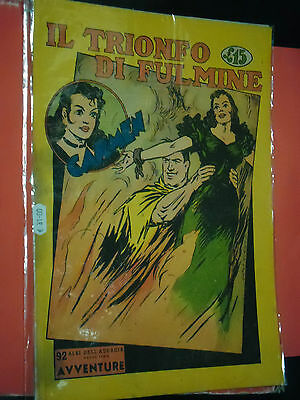 IL TRIONFO
DI FULMINE
£15
92 ALBI DELL'AUDACIA
AVVENTURE